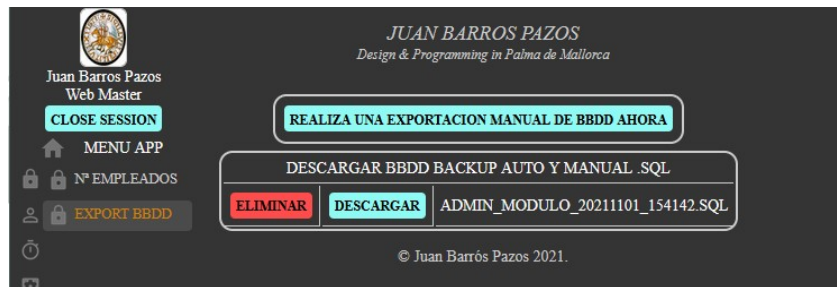 JUAN BARROS PAZOS
Design & Programming in Palma de Mallorca
Juan Barros Pazos
Web Master
CLOSE SESSION
MENU APP
Nª EMPLEADOS
EXPORT BBDD
REALIZA UNA EXPORTACION MANUAL DE BBDD AHORA
DESCARGAR BBDD BACKUP AUTO Y MANUAL .SQL
ELIMINAR DESCARGAR ADMIN_MODULO_20211101_154142.SQL
© Juan Barrós Pazos 2021.